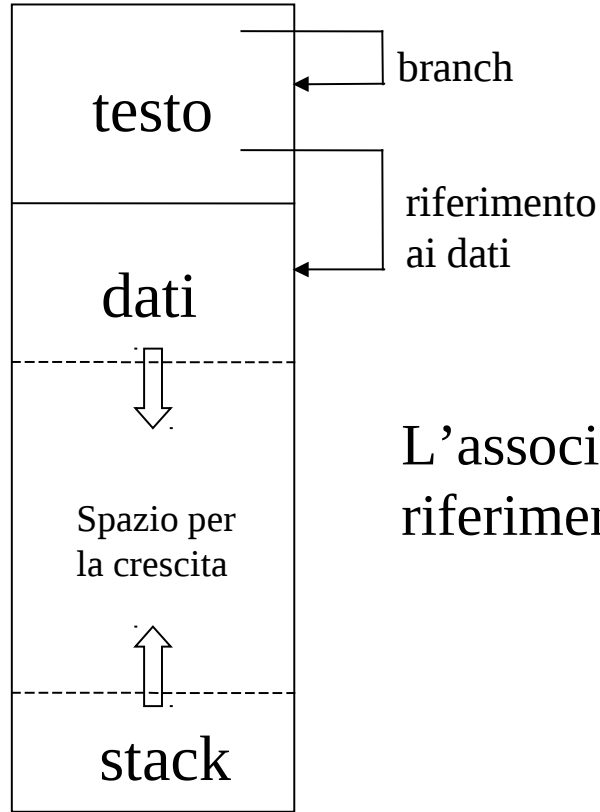 testo
branch
riferimento
ai dati
dati
Spazio per
la crescita
stack
L’associ
riferimen